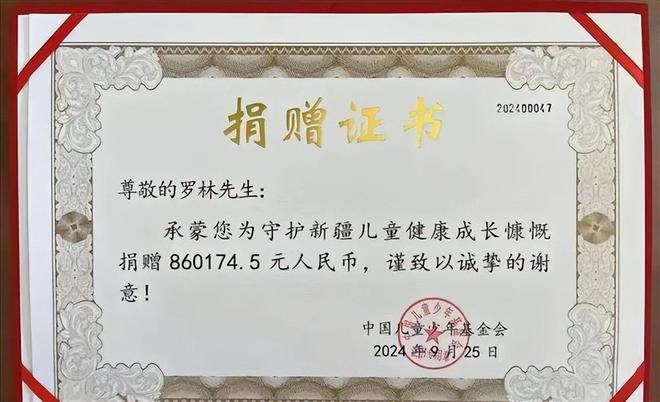 捐赠证书
202400047
尊敬的罗林先生:
承蒙您为守护新疆儿童健康成长慷慨
捐赠860174.5元人民币，谨致以诚挚的谢
意!
中国儿童少年基金会
2024年9月25日